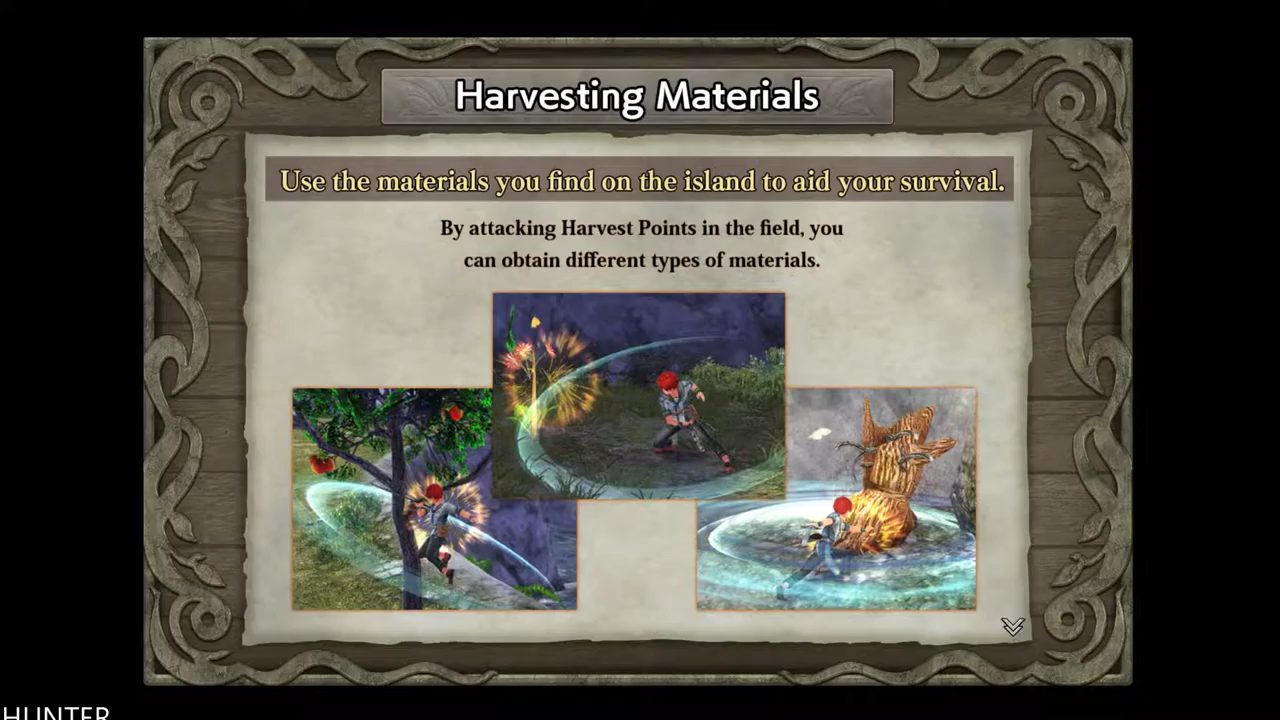 Harvesting Materials
Use the materials you find on the island to aid your survival.
By attacking Harvest Points in the field, you
can obtain different types of materials.
HUNTER